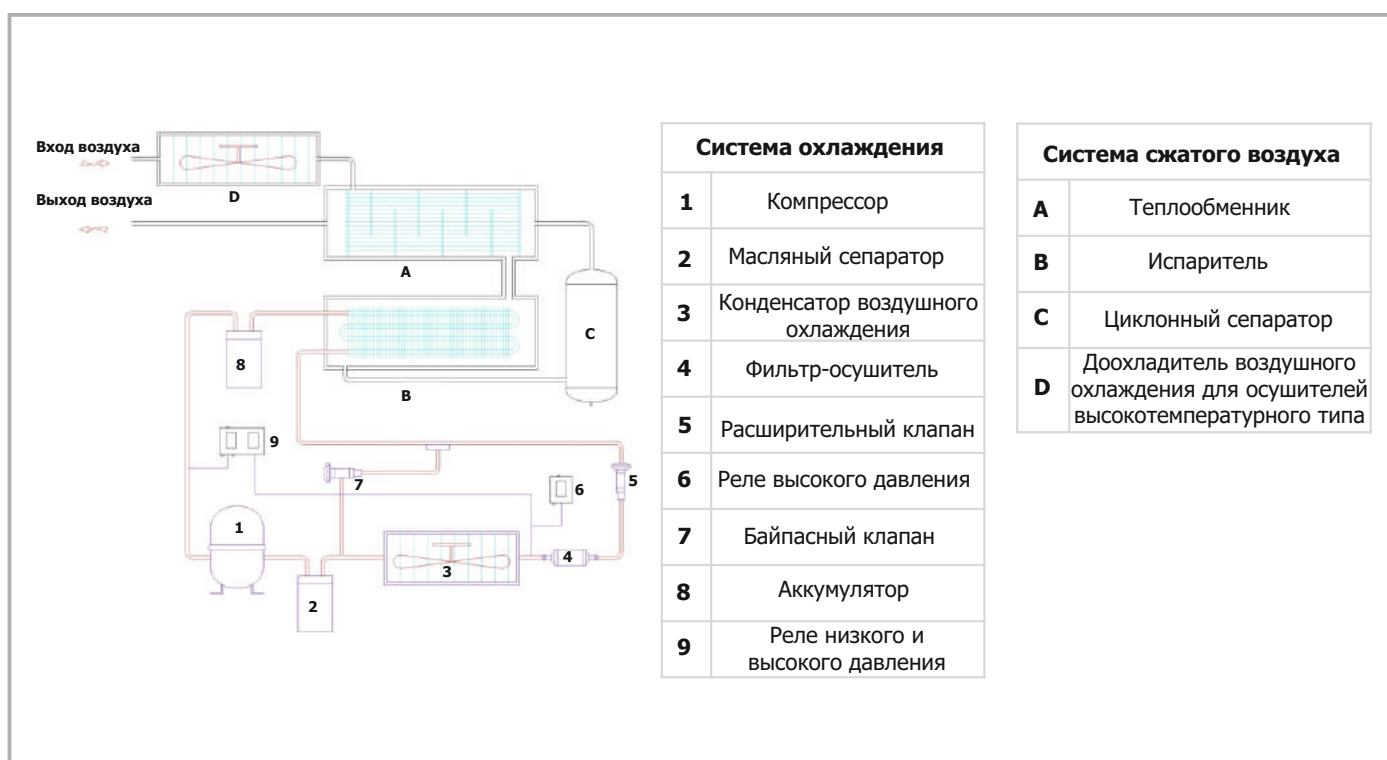 Вход воздуха
Выход воздуха
D
A
C
8
B
9
7
6
5
1
4
3
2
Система охлаждения
1 Компрессор
2 Масляный сепаратор
3 Конденсатор воздушного
охлаждения
4 Фильтр-осушитель
5 Расширительный клапан
6 Реле высокого давления
7 Байпасный клапан
8 Аккумулятор
9 Реле низкого и
высокого давления
Система сжатого воздуха
A Теплообменник
B Испаритель
C Циклонный сепаратор
D Доохладитель воздушного
охлаждения для осушителей
высокотемпературного типа